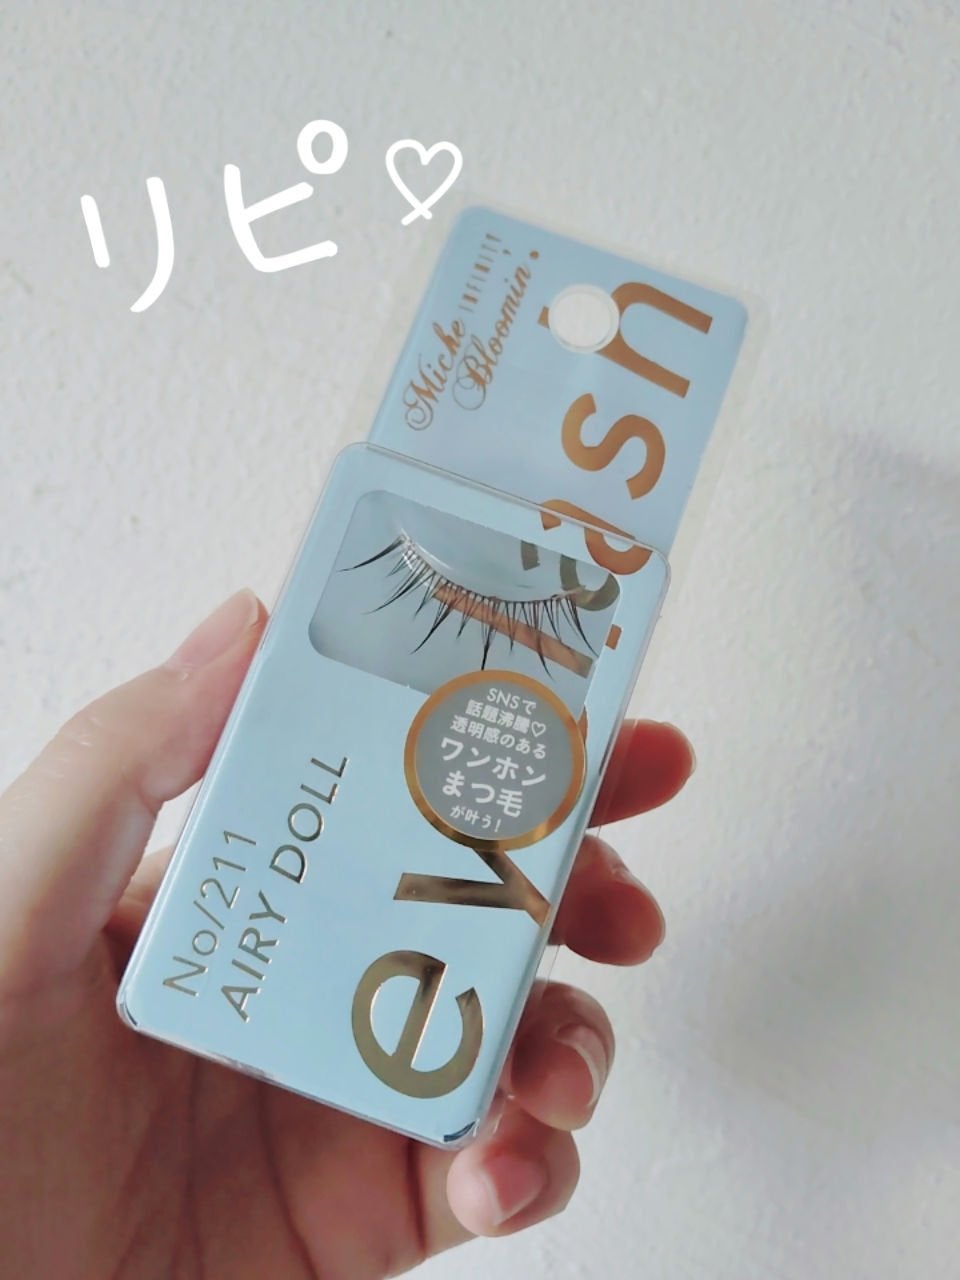 リピ♡
Miche INFINITY
Bloomin'.
eyelash
SNSで
話題沸騰♡
透明感のある
ワンホン
まつ毛
が叶う!
No/211
AIRY DOLL